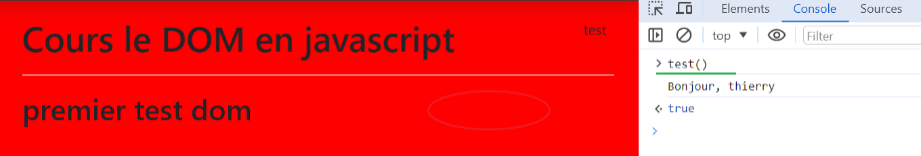 Cours le DOM en javascript
test
premier test dom
Elements Console Sources
top Filter
test()
Bonjour, thierry
true